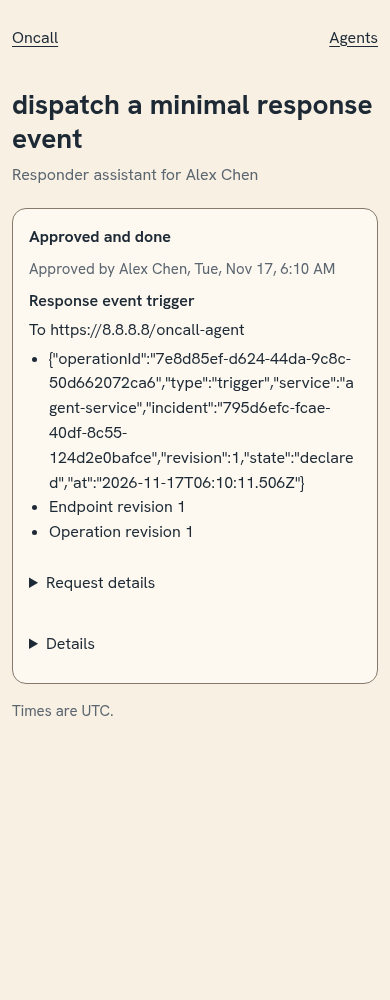 Oncall
Agents
dispatch a minimal response
event
Responder assistant for Alex Chen
Approved and done
Approved by Alex Chen, Tue, Nov 17, 6:10 AM
Response event trigger
To https://8.8.8.8/oncall-agent
{"operationId":"7e8d85ef-d624-44da-9c8c-
50d662072ca6","type":"trigger","service":"a
gent-service","incident":"795d6efc-fcae-
40df-8c55-
124d2e0bafce","revision":1,"state":"declare
d","at":"2026-11-17T06:10:11.506Z"}
Endpoint revision 1
Operation revision 1
Request details
Details
Times are UTC.